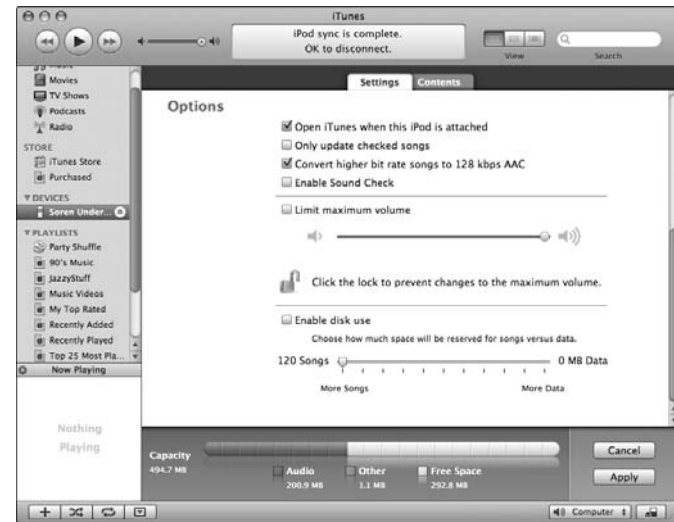 iTunes
iPod sync is complete.
OK to disconnect.
View
Search
Music
Movies
TV Shows
Podcasts
Radio
STORE
iTunes Store
Purchased
DEVICES
Soren Under...
PLAYLISTS
Party Shuffle
90's Music
JazzyStuff
Music Videos
My Top Rated
Recently Added
Recently Played
Top 25 Most Pla...
Now Playing
Nothing
Playing
Settings
Contents
Options
Open iTunes when this iPod is attached
Only update checked songs
Convert higher bit rate songs to 128 kbps AAC
Enable Sound Check
Limit maximum volume
Click the lock to prevent changes to the maximum volume.
Enable disk use
Choose how much space will be reserved for songs versus data.
120 Songs
0 MB Data
More Songs
More Data
Capacity
494.7 MB
Audio
200.9 MB
Other
1.1 MB
Free Space
292.8 MB
Cancel
Apply
Computer